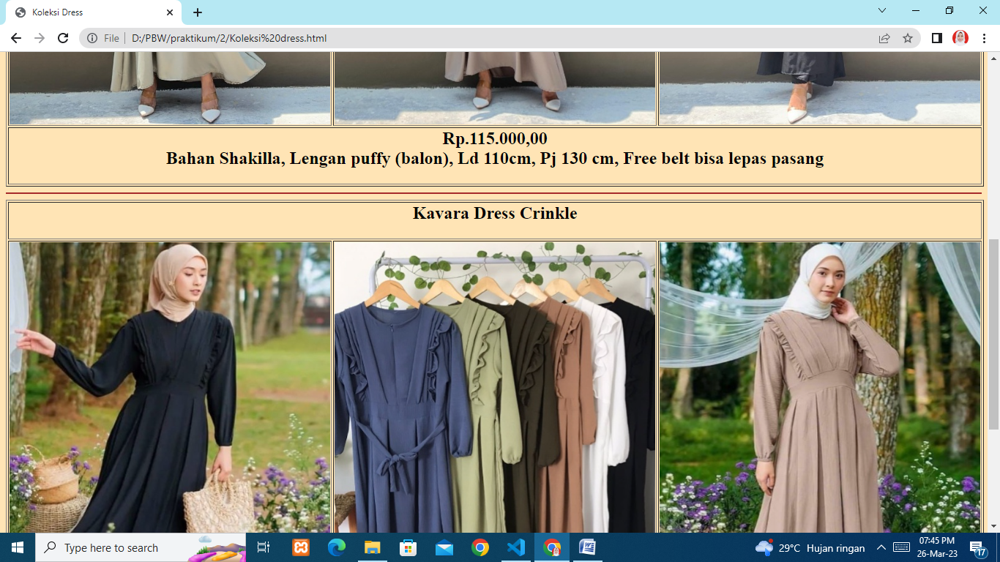 Koleksi Dress
File
D:/PBW/praktikum/2/Koleksi%20dress.html
Rp.115.000,00
Bahan Shakilla, Lengan puffy (balon), Ld 110cm, Pj 130 cm, Free belt bisa lepas pasang
Kavara Dress Crinkle
Type here to search
29°C Hujan ringan
07:45 PM
26-Mar-23
17